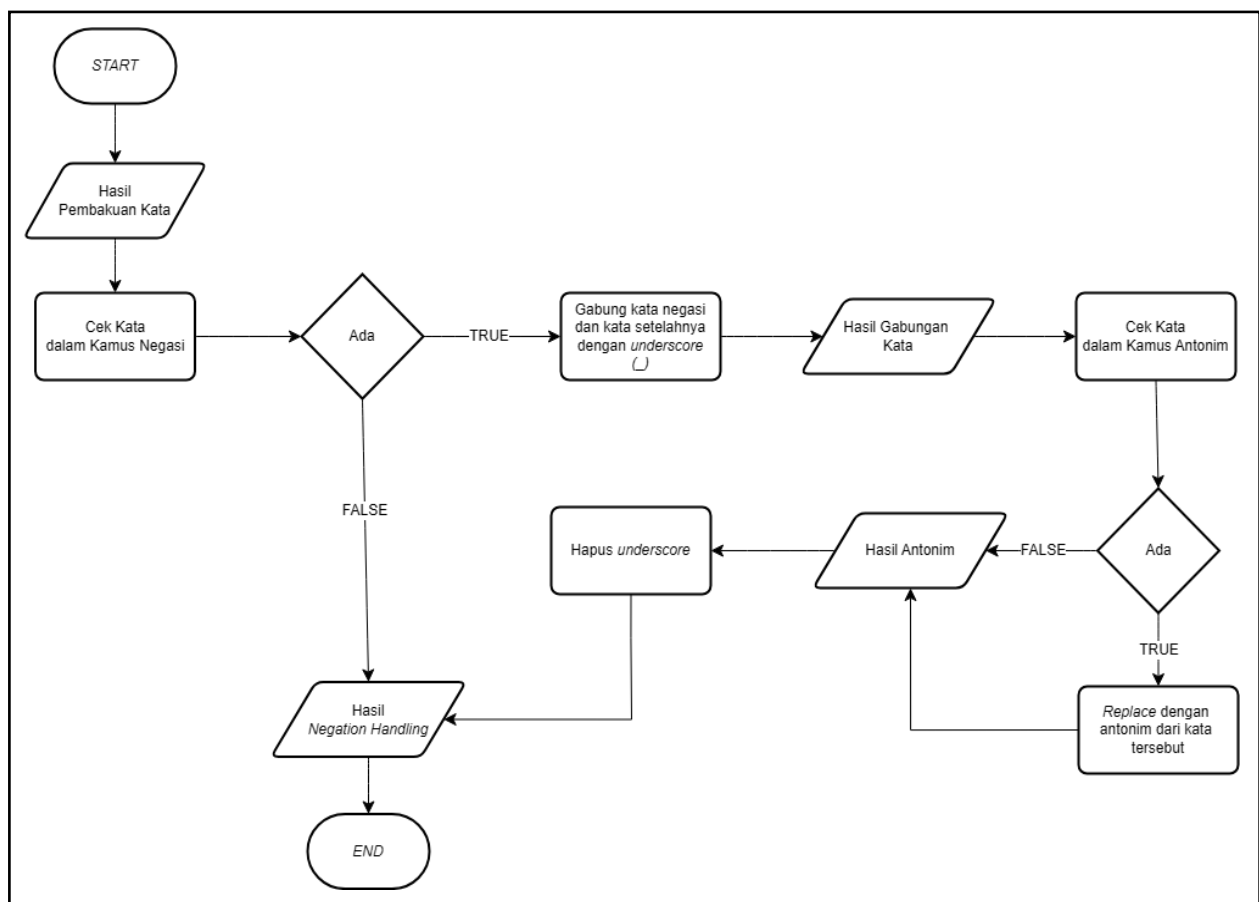 START
Hasil
Pembakuan Kata
Cek Kata
dalam Kamus Negasi
Ada
TRUE
Gabung kata negasi
dan kata setelahnya
dengan underscore
(_)
Hasil Gabungan
Kata
Cek Kata
dalam Kamus Antonim
FALSE
Hapus underscore
Hasil Antonim
FALSE
Ada
TRUE
Replace dengan
antonim dari kata
tersebut
Hasil
Negation Handling
END